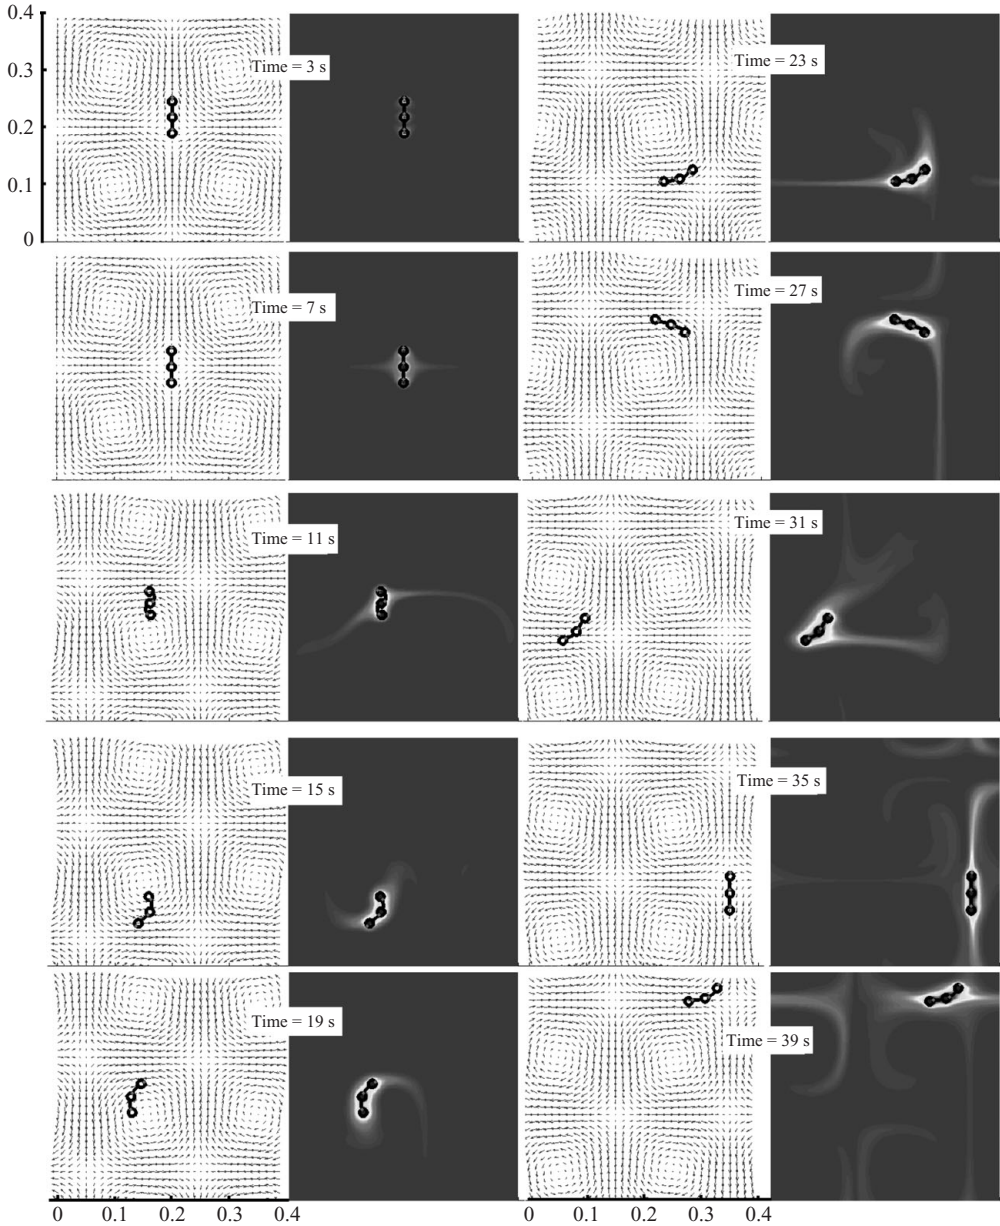 0.4
Time = 3 s
Time = 23 s
0.3
0.2
0.1
0
Time = 7 s
Time = 27 s
Time = 11 s
Time = 31 s
Time = 15 s
Time = 35 s
Time = 19 s
Time = 39 s
0 0.1 0.2 0.3 0.4 0 0.1 0.2 0.3 0.4